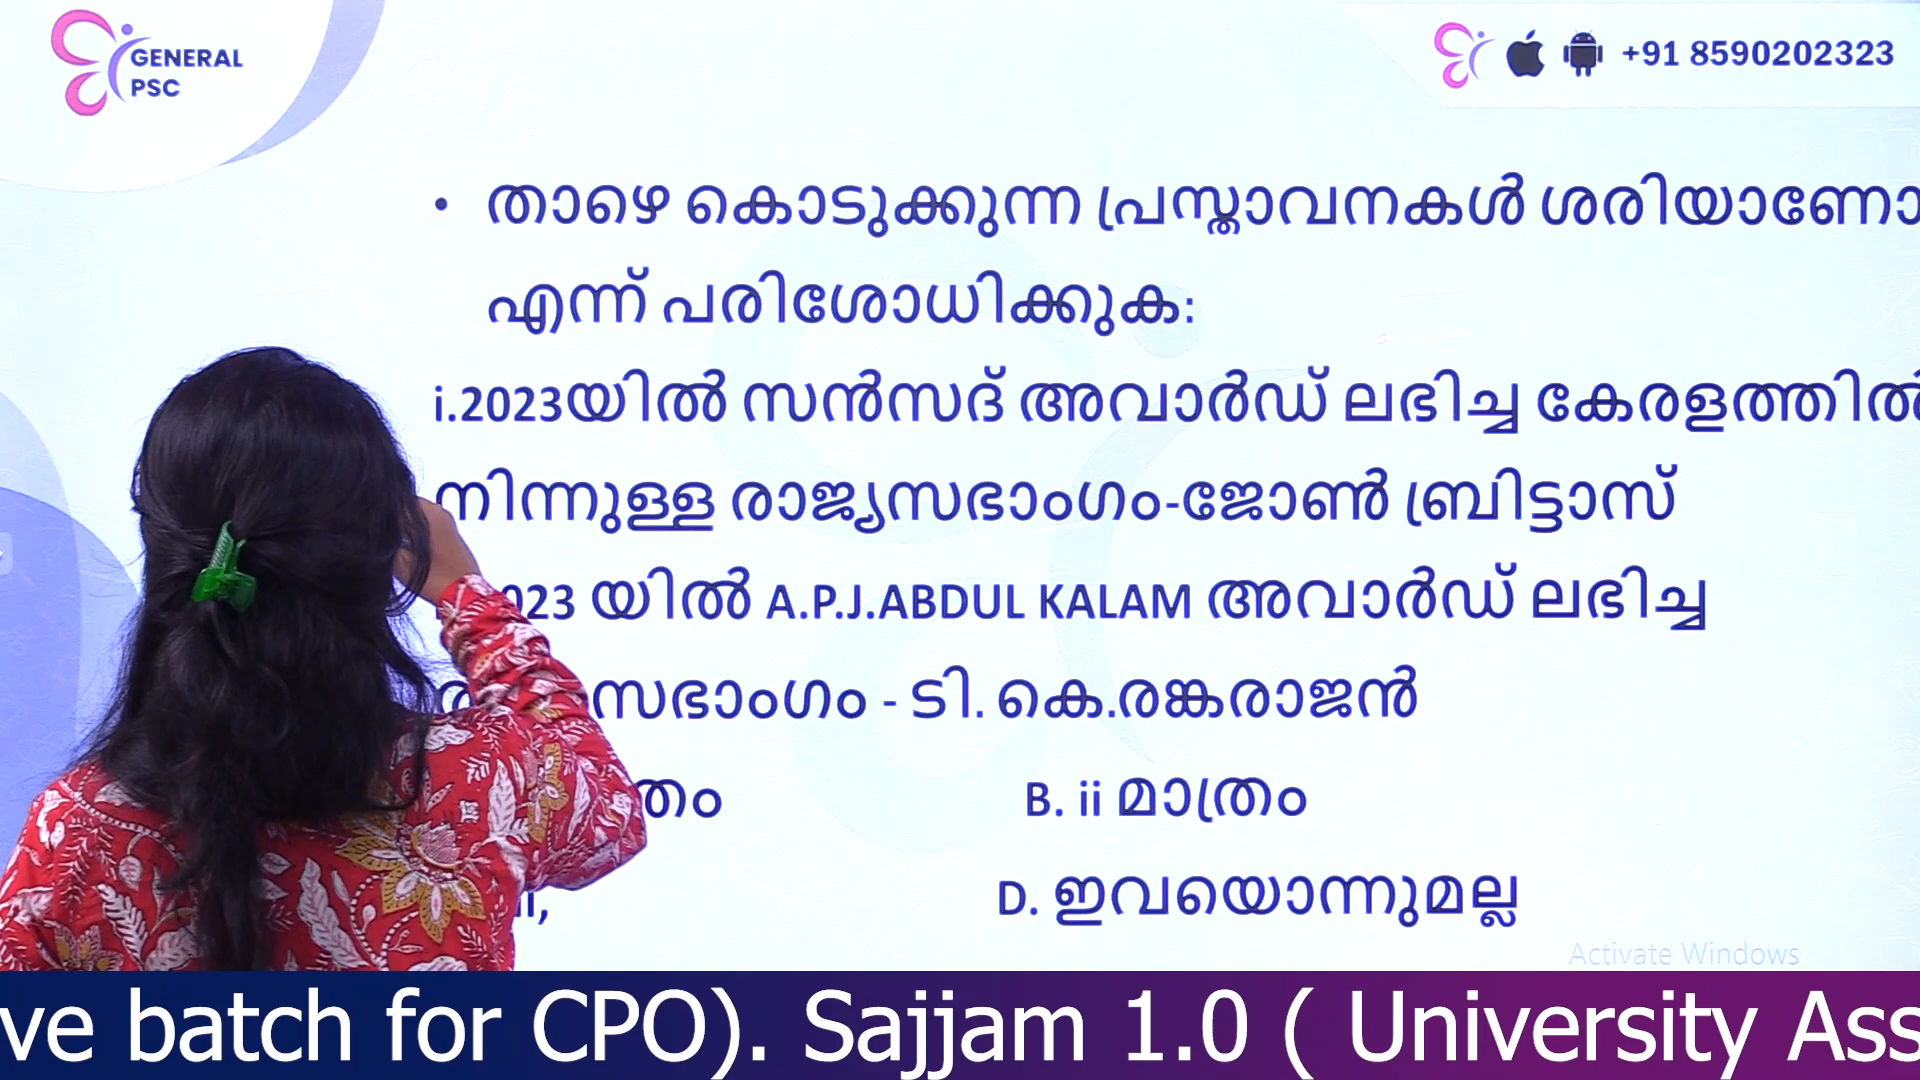 GENERAL
PSC
+91 8590202323
• താഴെ കൊടുക്കുന്ന പ്രസ്താവനകൾ ശരിയാണോ
എന്ന് പരിശോധിക്കുക:
i.2023യിൽ സൻസദ് അവാർഡ് ലഭിച്ച കേരളത്തിൽ
നിന്നുള്ള രാജ്യസഭാംഗം-ജോൺ ബ്രിട്ടാസ്
023 യിൽ A.P.J.ABDUL KALAM അവാർഡ് ലഭിച്ച
സഭാംഗം - ടി. കെ.രങ്കരാജൻ
B. ii മാത്രം
D. ഇവയൊന്നുമല്ല
Activate Windows
ve batch for CPO). Sajjam 1.0 ( University Ass